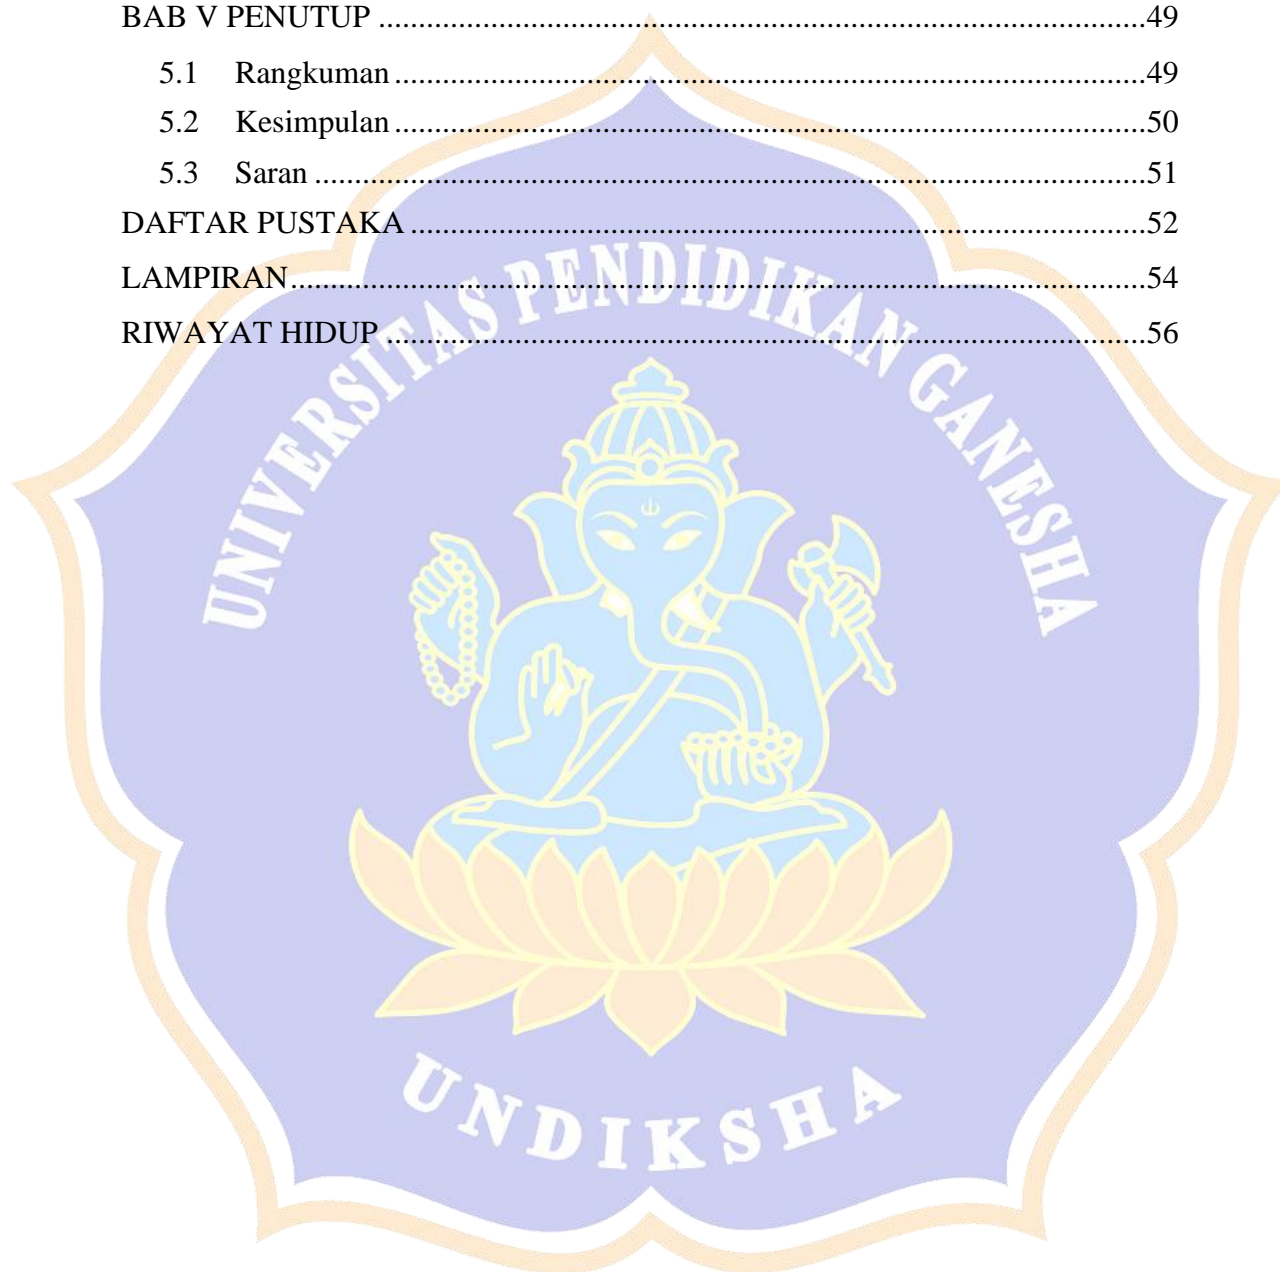 BAB V PENUTUP ........................................................................................................49
5.1 Rangkuman ........................................................................................................49
5.2 Kesimpulan ........................................................................................................50
5.3 Saran ........................................................................................................51
DAFTAR PUSTAKA ........................................................................................................52
LAMPIRAN........................................................................................................54
RIWAYAT HIDUP ........................................................................................................56
UNIVERSITAS PENDIDIKAN GANESHA
UNDIKSHA